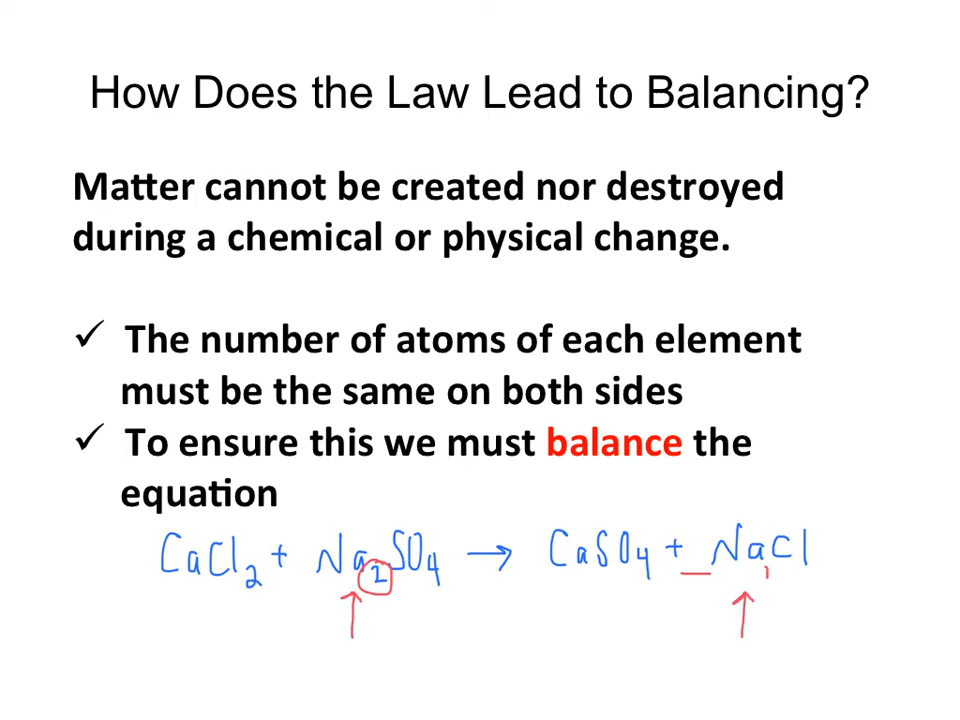 How Does the Law Lead to Balancing?
Matter cannot be created nor destroyed
during a chemical or physical change.
✓ The number of atoms of each element
must be the same on both sides
✓ To ensure this we must balance the
equation
CaCl₂ + Na₂SO₄ → CaSO₄ + _NaCl